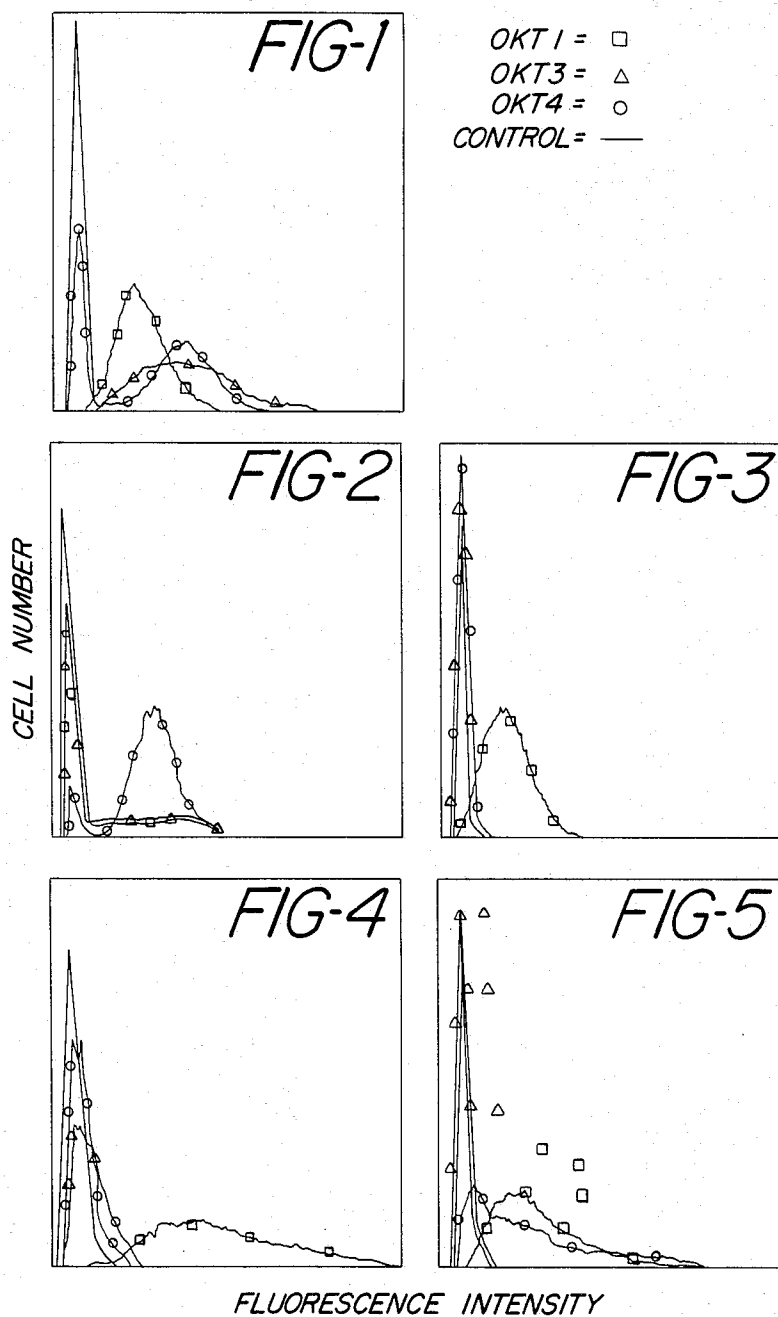 FIG-1
OKT1 = □
OKT3 = △
OKT4 = ○
CONTROL = —
FIG-2
FIG-3
CELL NUMBER
FIG-4
FIG-5
FLUORESCENCE INTENSITY